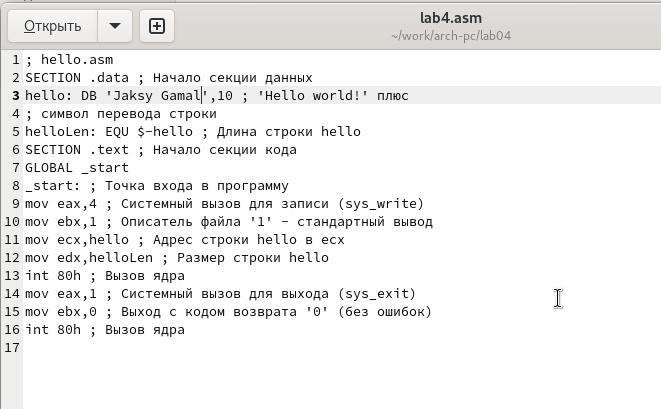 Открыть
lab4.asm
~/work/arch-pc/lab04
1 ; hello.asm
2 SECTION .data ; Начало секции данных
3 hello: DB 'Jaksy Gamal',10 ; 'Hello world!' плюс
4 ; символ перевода строки
5 helloLen: EQU $-hello ; Длина строки hello
6 SECTION .text ; Начало секции кода
7 GLOBAL _start
8 _start: ; Точка входа в программу
9 mov eax,4 ; Системный вызов для записи (sys_write)
10 mov ebx,1 ; Описатель файла '1' - стандартный вывод
11 mov ecx,hello ; Адрес строки hello в ecx
12 mov edx,helloLen ; Размер строки hello
13 int 80h ; Вызов ядра
14 mov eax,1 ; Системный вызов для выхода (sys_exit)
15 mov ebx,0 ; Выход с кодом возврата '0' (без ошибок)
16 int 80h ; Вызов ядра
17